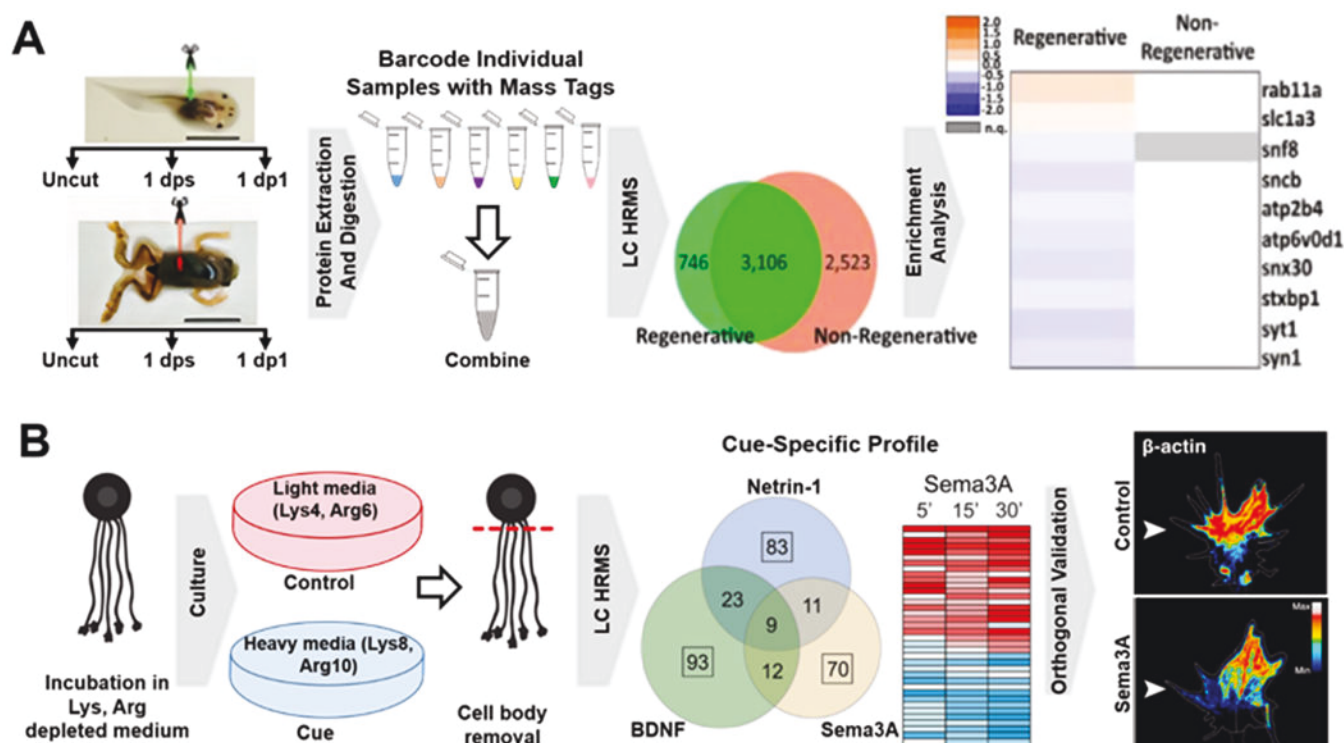 A
Uncut 1 dps 1 dp1
Uncut 1 dps 1 dp1
Protein Extraction
And Digestion
Barcode Individual
Samples with Mass Tags
Combine
LC HRMS
746 3,106 2,523
Regenerative
Non-Regenerative
Enrichment
Analysis
2.0
1.5
1.0
0.5
0.0
-0.5
-1.0
-1.5
-2.0
n.q.
Regenerative
Non-
Regenerative
rab11a
slc1a3
snf8
sncb
atp2b4
atp6v0d1
snx30
stxbp1
syt1
syn1
B
Incubation in
Lys, Arg
depleted medium
Culture
Light media
(Lys4, Arg6)
Control
Heavy media (Lys8,
Arg10)
Cue
Cell body
removal
LC HRMS
Cue-Specific Profile
Netrin-1
83
23
11
9
93
12
70
BDNF
Sema3A
Sema3A
5' 15' 30'
Orthogonal Validation
Control
β-actin
Sema3A
Max
Min